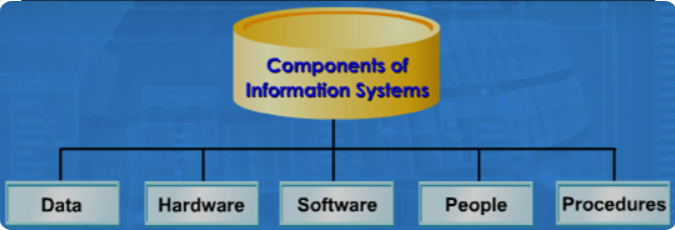 Components of
Information Systems
Data
Hardware
Software
People
Procedures